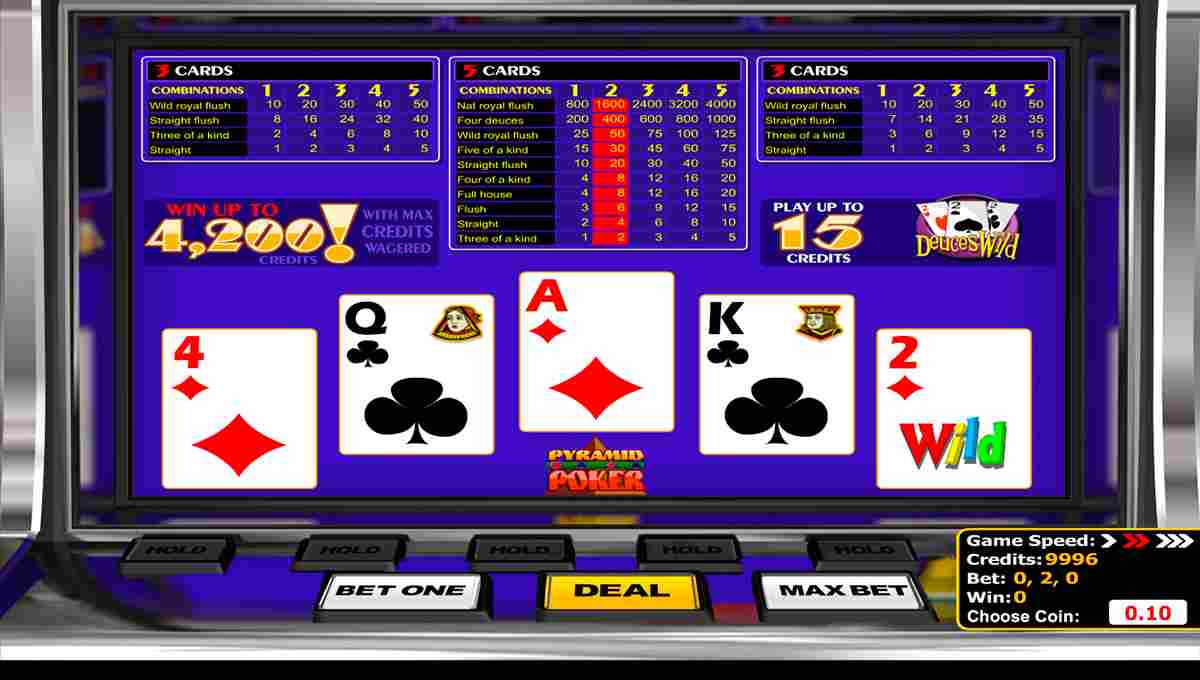 3 CARDS
COMBINATIONS 1 2 3 4 5
Wild royal flush 10 20 30 40 50
Straight flush 8 16 24 32 40
Three of a kind 2 4 6 8 10
Straight 1 2 3 4 5
5 CARDS
COMBINATIONS 1 2 3 4 5
Nat royal flush 800 1600 2400 3200 4000
Four deuces 200 400 600 800 1000
Wild royal flush 25 50 75 100 125
Five of a kind 15 30 45 60 75
Straight flush 10 20 30 40 50
Four of a kind 4 8 12 16 20
Full house 4 8 12 16 20
Flush 3 6 9 12 15
Straight 2 4 6 8 10
Three of a kind 1 2 3 4 5
3 CARDS
COMBINATIONS 1 2 3 4 5
Wild royal flush 10 20 30 40 50
Straight flush 7 14 21 28 35
Three of a kind 3 6 9 12 15
Straight 1 2 3 4 5
WIN UP TO
4,200!
CREDITS
WITH MAX
CREDITS
WAGERED
PLAY UP TO
15
CREDITS
2
Deuces Wild
4
Q
A
K
2
Wild
PYRAMID
POKER
HOLD HOLD HOLD HOLD HOLD
BET ONE DEAL MAX BET
Game Speed:
Credits: 9996
Bet: 0, 2, 0
Win: 0
Choose Coin: 0.10